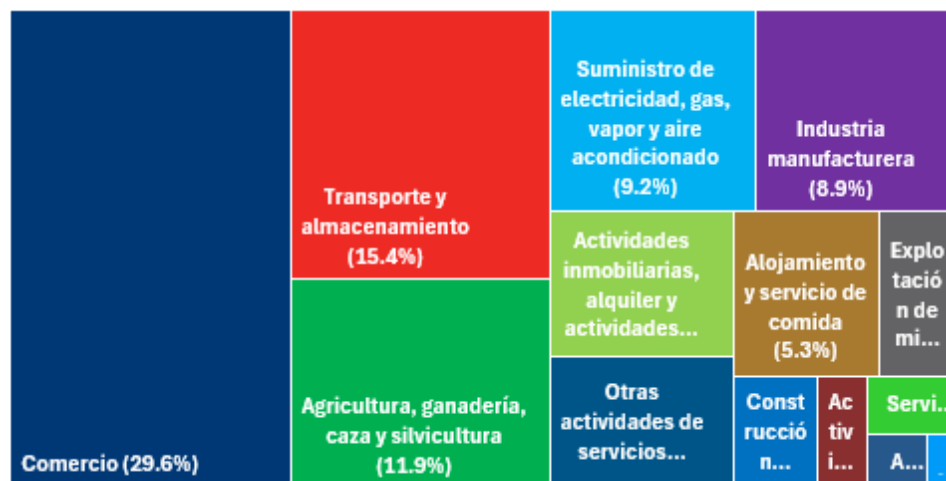 Comercio (29.6%)
Transporte y
almacenamiento
(15.4%)
Agricultura, ganadería,
caza y silvicultura
(11.9%)
Suministro de
electricidad, gas,
vapor y aire
acondicionado
(9.2%)
Industria
manufacturera
(8.9%)
Actividades
inmobiliarias,
alquiler y
actividades...
Otras
actividades de
servicios...
Alojamiento
y servicio de
comida
(5.3%)
Explo
tació
n de
mi...
Const
rucció
n...
Ac
tiv
i...
Servi...
A...